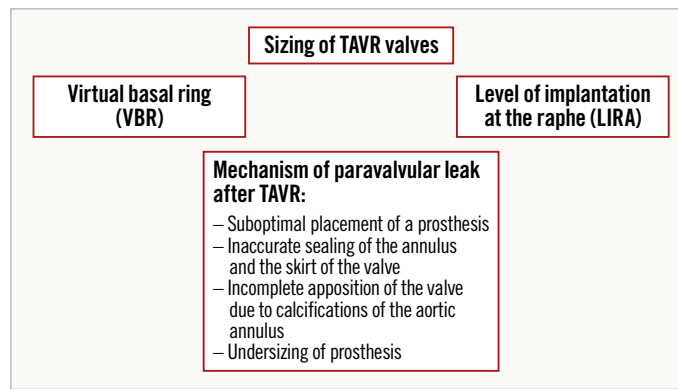 Sizing of TAVR valves
Virtual basal ring
(VBR)
Level of implantation
at the raphe (LIRA)
Mechanism of paravalvular leak
after TAVR:
– Suboptimal placement of a prosthesis
– Inaccurate sealing of the annulus
and the skirt of the valve
– Incomplete apposition of the valve
due to calcifications of the aortic
annulus
– Undersizing of prosthesis